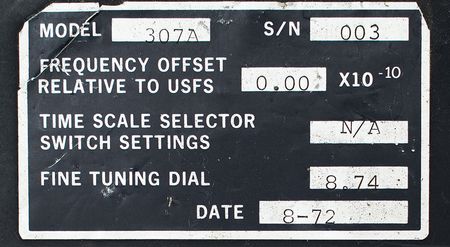 MODEL 307A S/N 003
FREQUENCY OFFSET
RELATIVE TO USFS 0.00 X10⁻¹⁰
TIME SCALE SELECTOR
SWITCH SETTINGS N/A
FINE TUNING DIAL 8.74
DATE 8-72